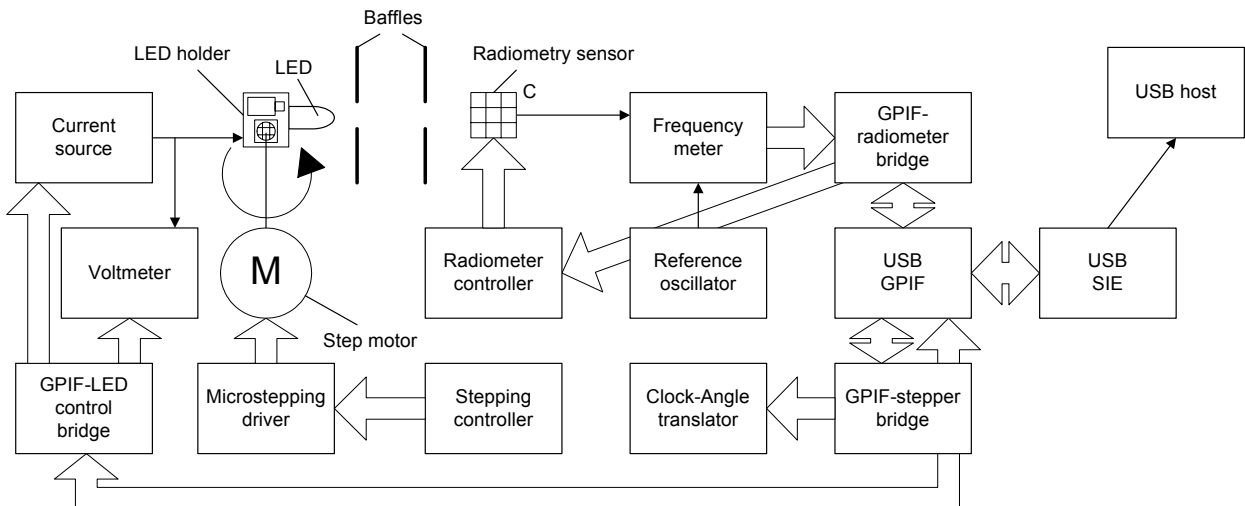 Baffles
LED holder
LED
Radiometry sensor
C
Current
source
Frequency
meter
GPIF-
radiometer
bridge
USB host
Voltmeter
M
Radiometer
controller
Reference
oscillator
USB
GPIF
USB
SIE
Step motor
GPIF-LED
control
bridge
Microstepping
driver
Stepping
controller
Clock-Angle
translator
GPIF-stepper
bridge